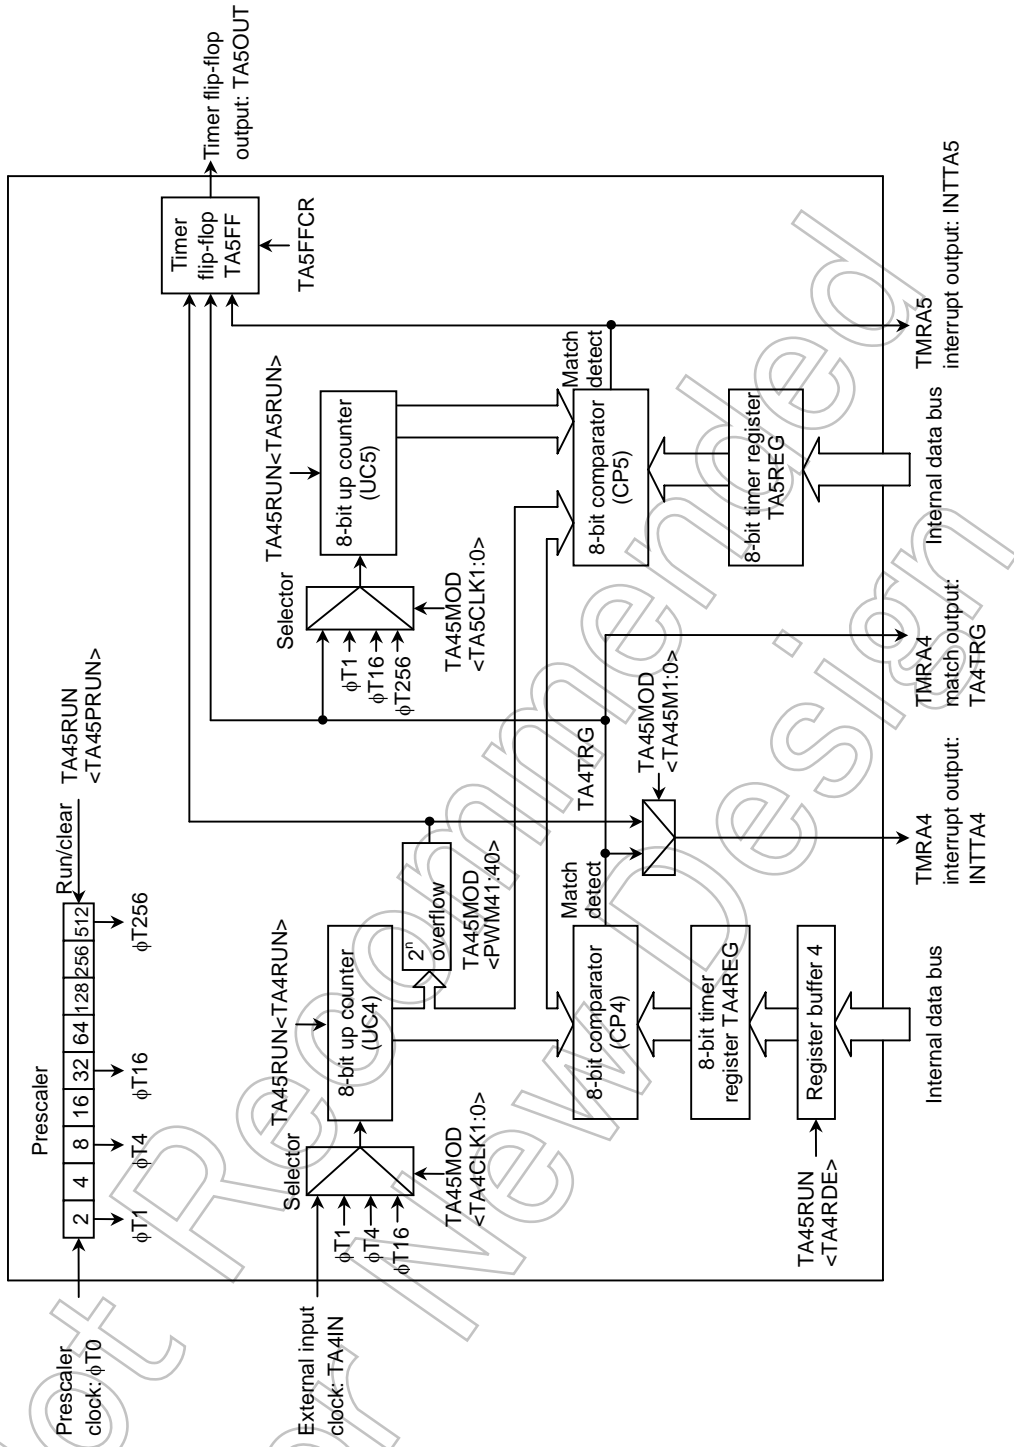 Prescaler
clock: ϕT0
Prescaler
2 4 8 16 32 64 128 256 512
ϕT1
ϕT4
ϕT16
ϕT256
Run/clear
TA45RUN
<TA45PRUN>
External input
clock: TA4IN
Selector
ϕT1
ϕT4
ϕT16
TA45MOD
<TA4CLK1:0>
TA45RUN<TA4RUN>
8-bit up counter
(UC4)
2n
overflow
TA45MOD
<PWM41:40>
Selector
ϕT1
ϕT16
ϕT256
TA45MOD
<TA5CLK1:0>
TA45RUN<TA5RUN>
8-bit up counter
(UC5)
Timer
flip-flop
TA5FF
TA5FFCR
Timer flip-flop
output: TA5OUT
8-bit comparator
(CP4)
Match
detect
TA4TRG
TA45MOD
<TA45M1:0>
8-bit comparator
(CP5)
Match
detect
8-bit timer
register TA4REG
Register buffer 4
TA45RUN
<TA4RDE>
8-bit timer register
TA5REG
Internal data bus
TMRA4
interrupt output:
INTTA4
TMRA4
match output:
TA4TRG
Internal data bus
TMRA5
interrupt output: INTTA5
Not Recommended
for New Design